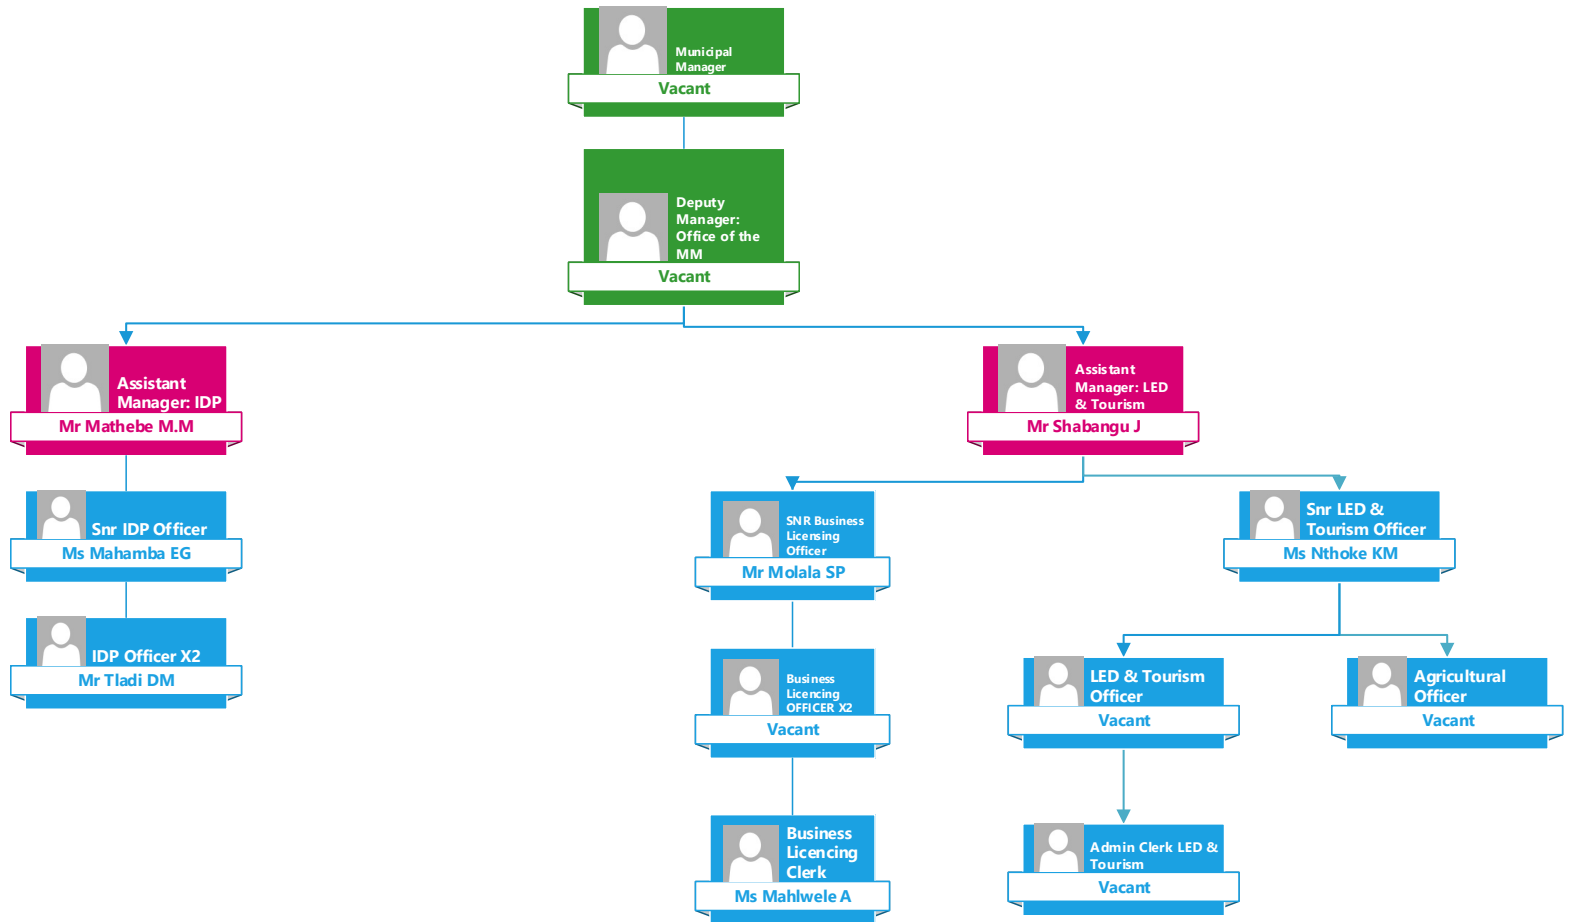 Municipal
Manager
Vacant
Deputy
Manager:
Office of the
MM
Vacant
Assistant
Manager: IDP
Mr Mathebe M.M
Assistant
Manager: LED
& Tourism
Mr Shabangu J
Snr IDP Officer
Ms Mahamba EG
SNR Business
Licensing
Officer
Mr Molala SP
Snr LED &
Tourism Officer
Ms Nthoke KM
IDP Officer X2
Mr Tladi DM
Business
Licencing
OFFICER X2
Vacant
LED & Tourism
Officer
Vacant
Agricultural
Officer
Vacant
Business
Licencing
Clerk
Ms Mahlwele A
Admin Clerk LED &
Tourism
Vacant